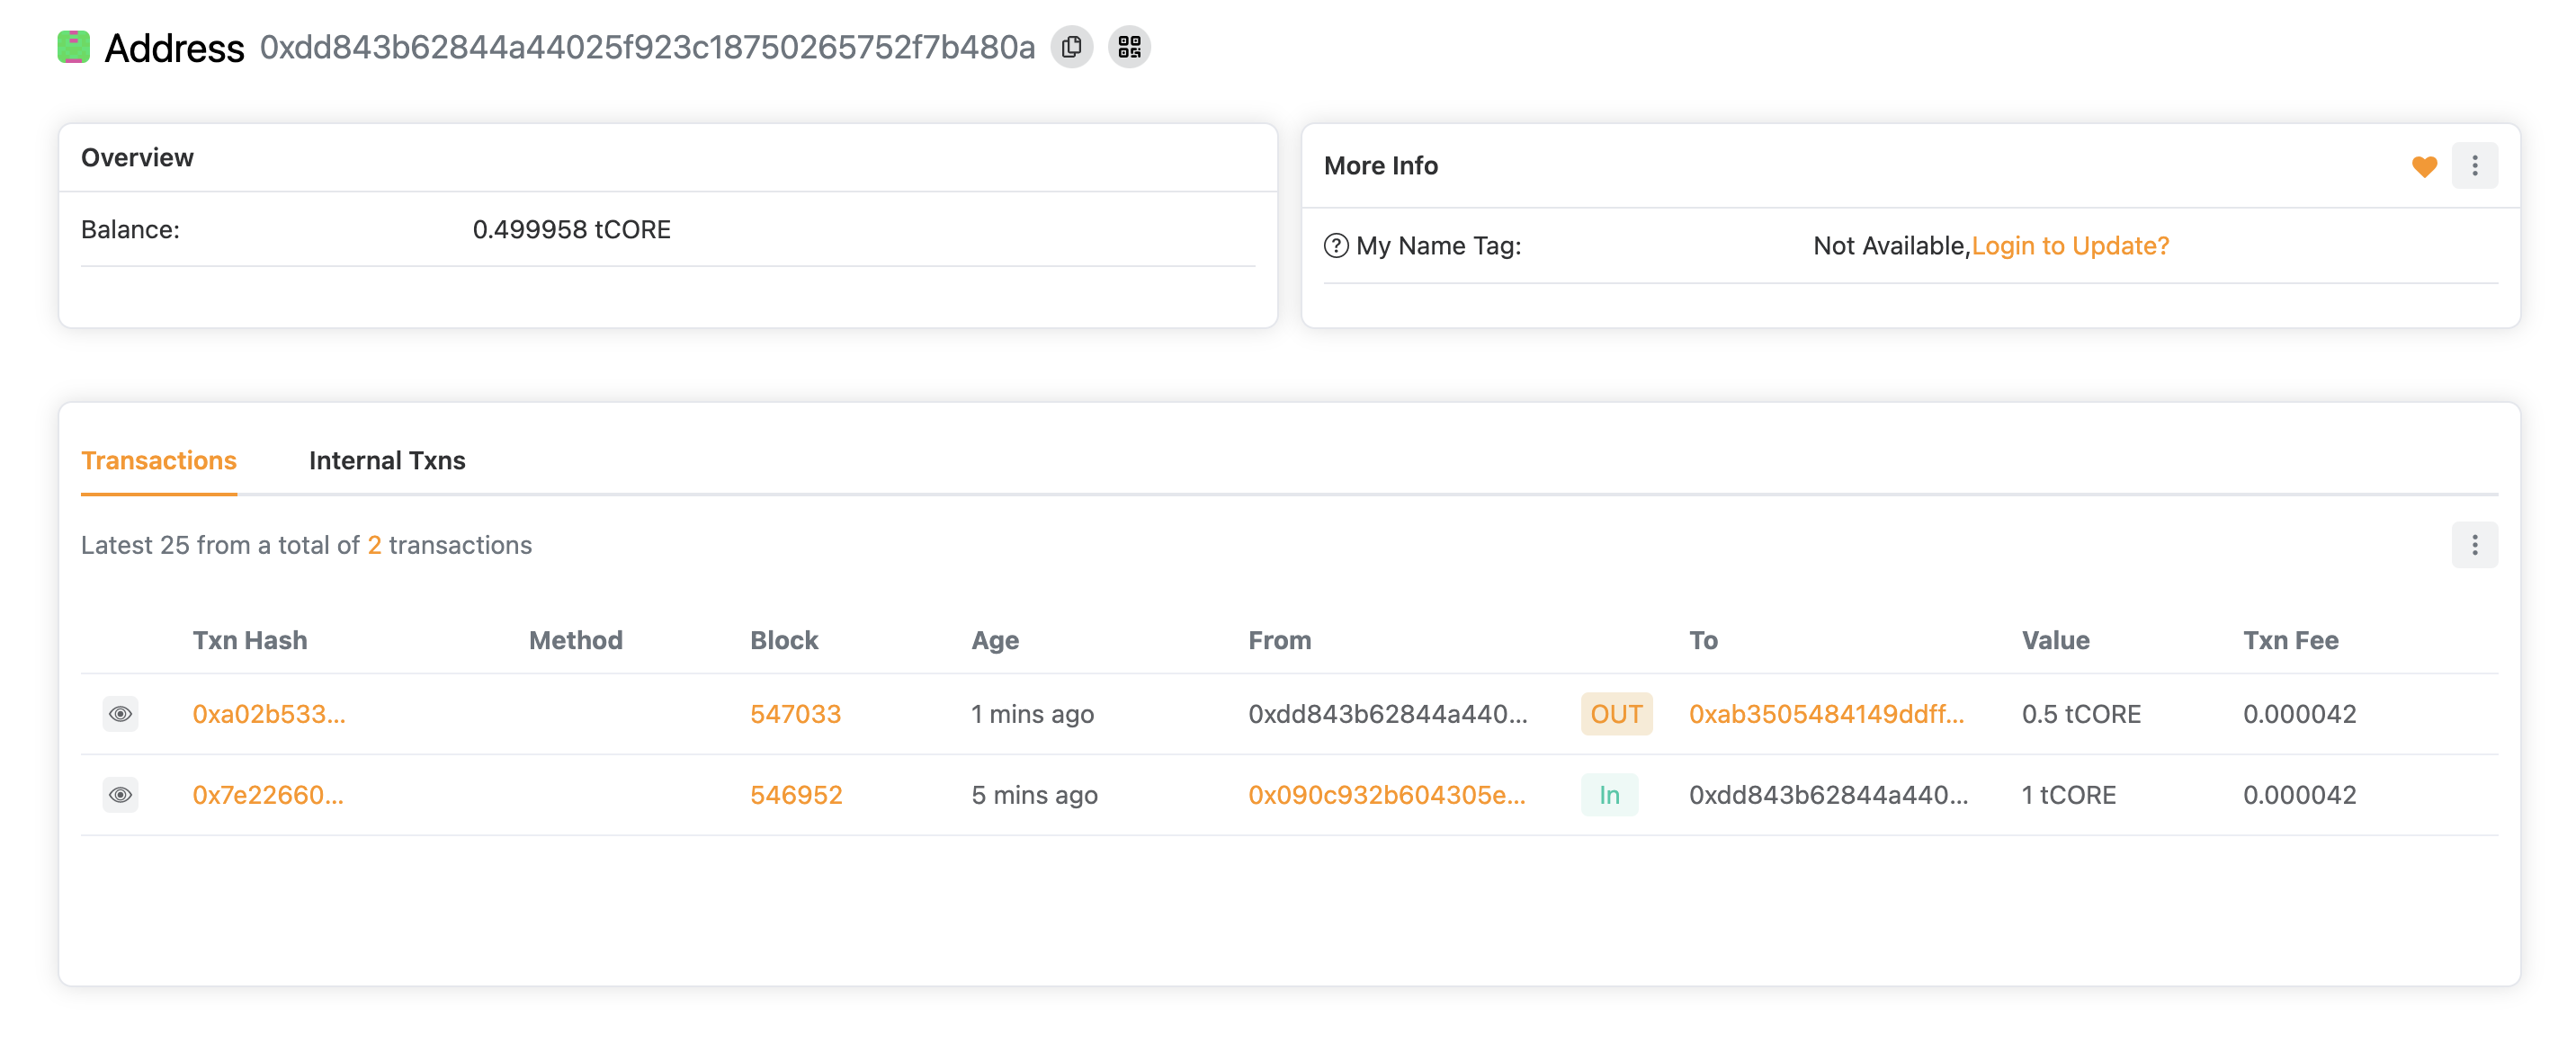 Address 0xdd843b62844a44025f923c18750265752f7b480a
Overview
Balance: 0.499958 tCORE
More Info
My Name Tag: Not Available,Login to Update?
Transactions Internal Txns
Latest 25 from a total of 2 transactions
Txn Hash Method Block Age From To Value Txn Fee
0xa02b533... 547033 1 mins ago 0xdd843b62844a440... OUT 0xab3505484149ddff... 0.5 tCORE 0.000042
0x7e22660... 546952 5 mins ago 0x090c932b604305e... In 0xdd843b62844a440... 1 tCORE 0.000042